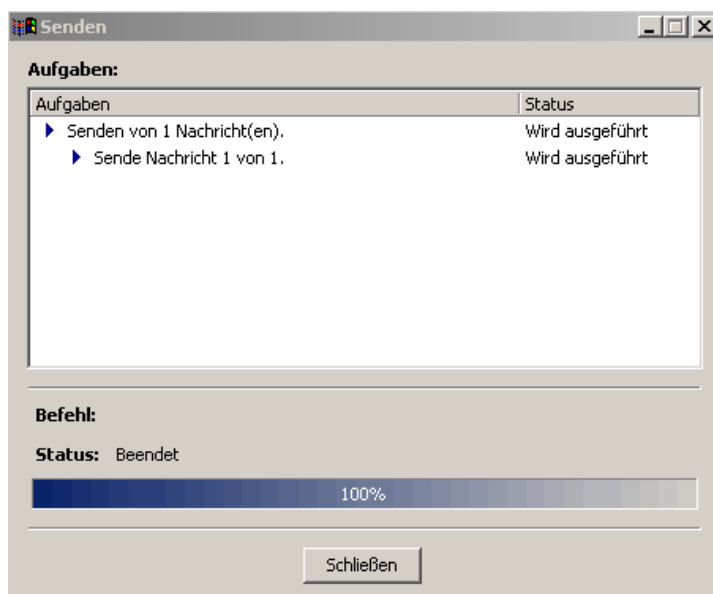 Senden
Aufgaben:
Aufgaben Status
Senden von 1 Nachricht(en). Wird ausgeführt
Sende Nachricht 1 von 1. Wird ausgeführt
Befehl:
Status: Beendet
100%
Schließen